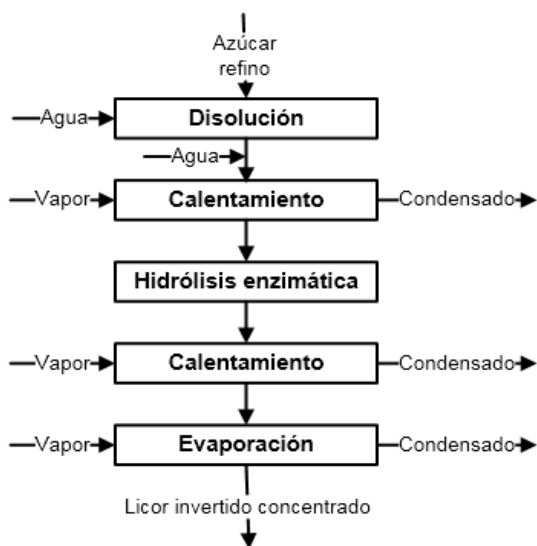 Azúcar
refino
Agua
Disolución
Agua
Vapor
Calentamiento
Condensado
Hidrólisis enzimática
Vapor
Calentamiento
Condensado
Vapor
Evaporación
Condensado
Licor invertido concentrado